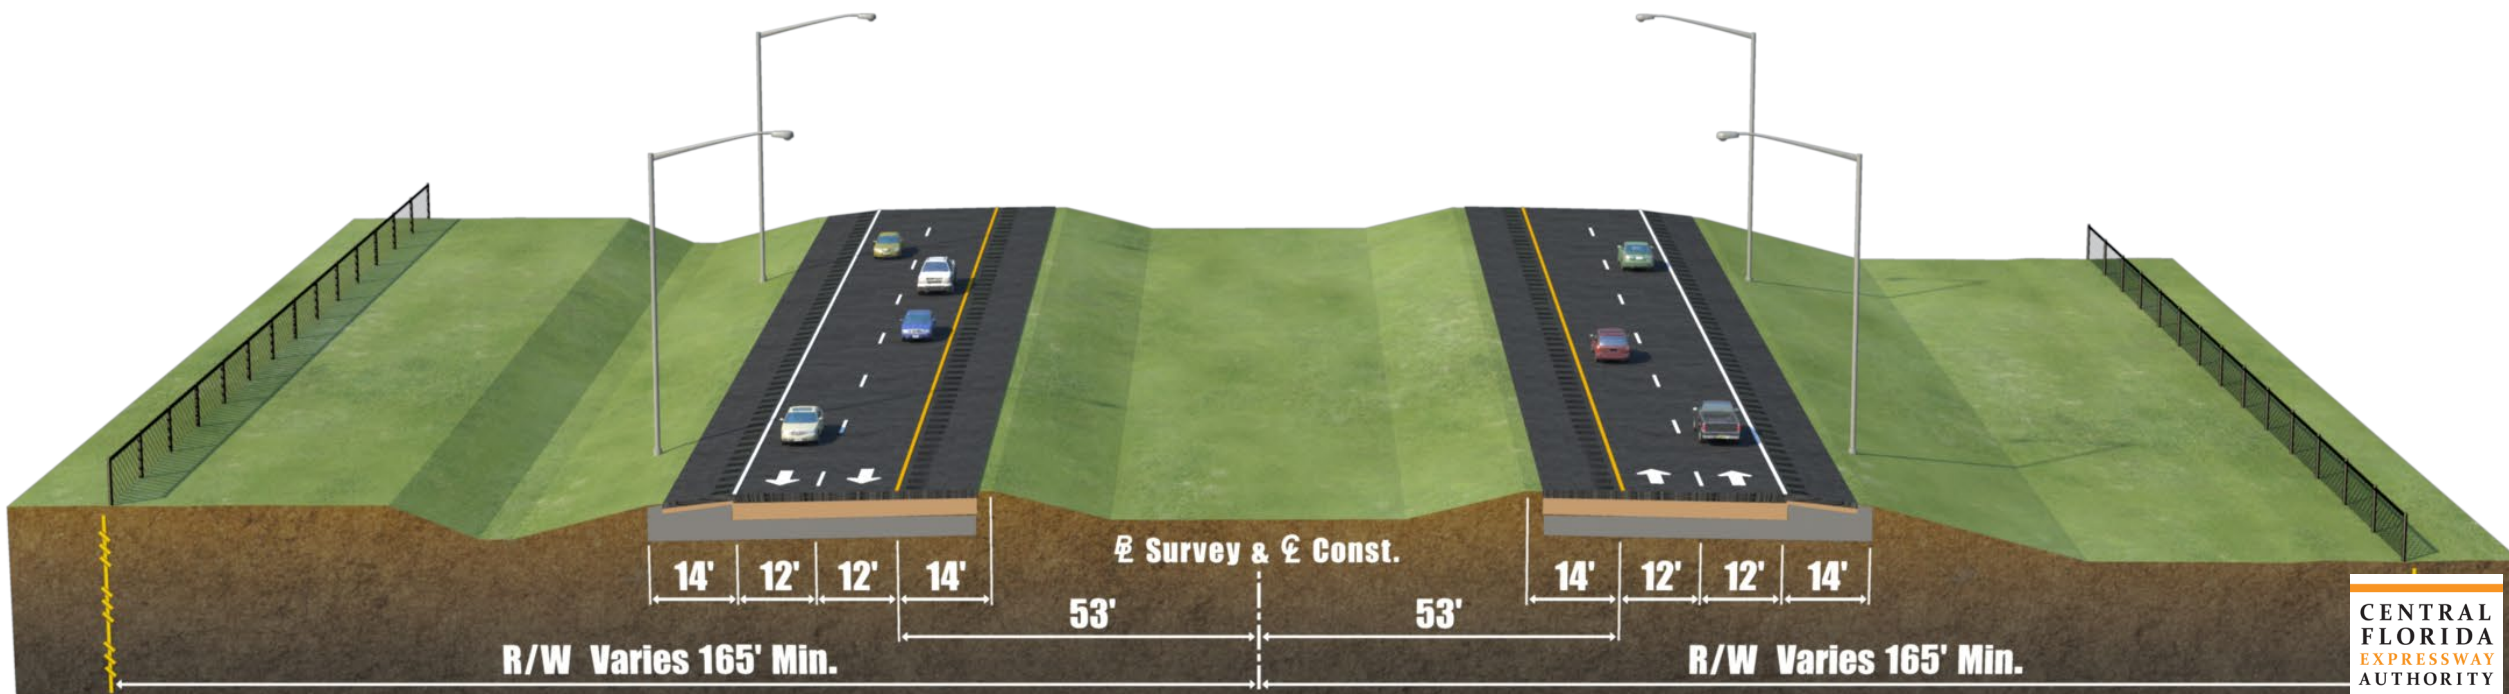 ⅊ Survey & ℄ Const.
14' 12' 12' 14' 14' 12' 12' 14'
53' 53'
R/W Varies 165' Min. R/W Varies 165' Min.
CENTRAL
FLORIDA
EXPRESSWAY
AUTHORITY